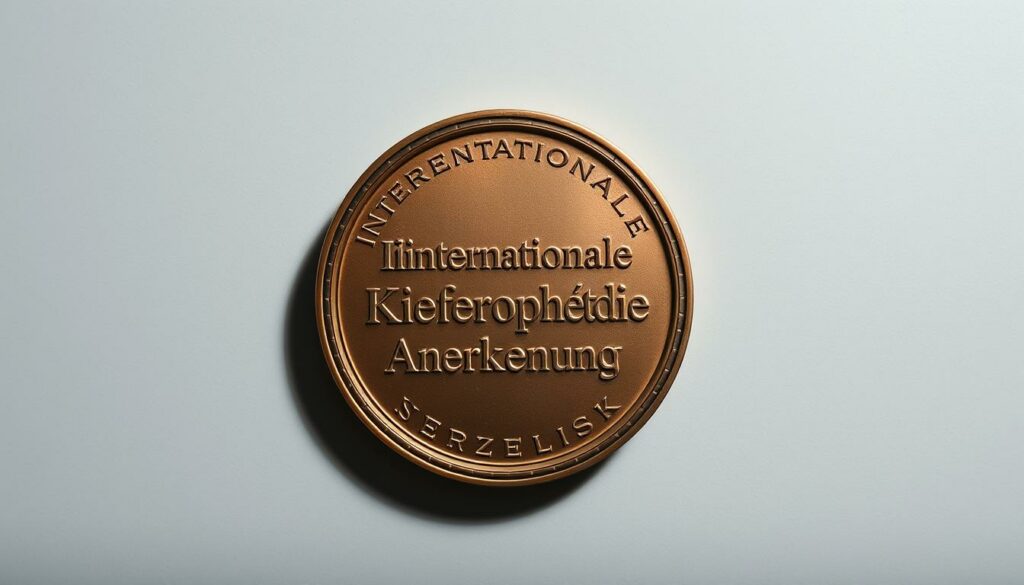 INTERENTATIONALE
Iiinternationale
Kieferophétdie
Anerkenung
SERZELISK